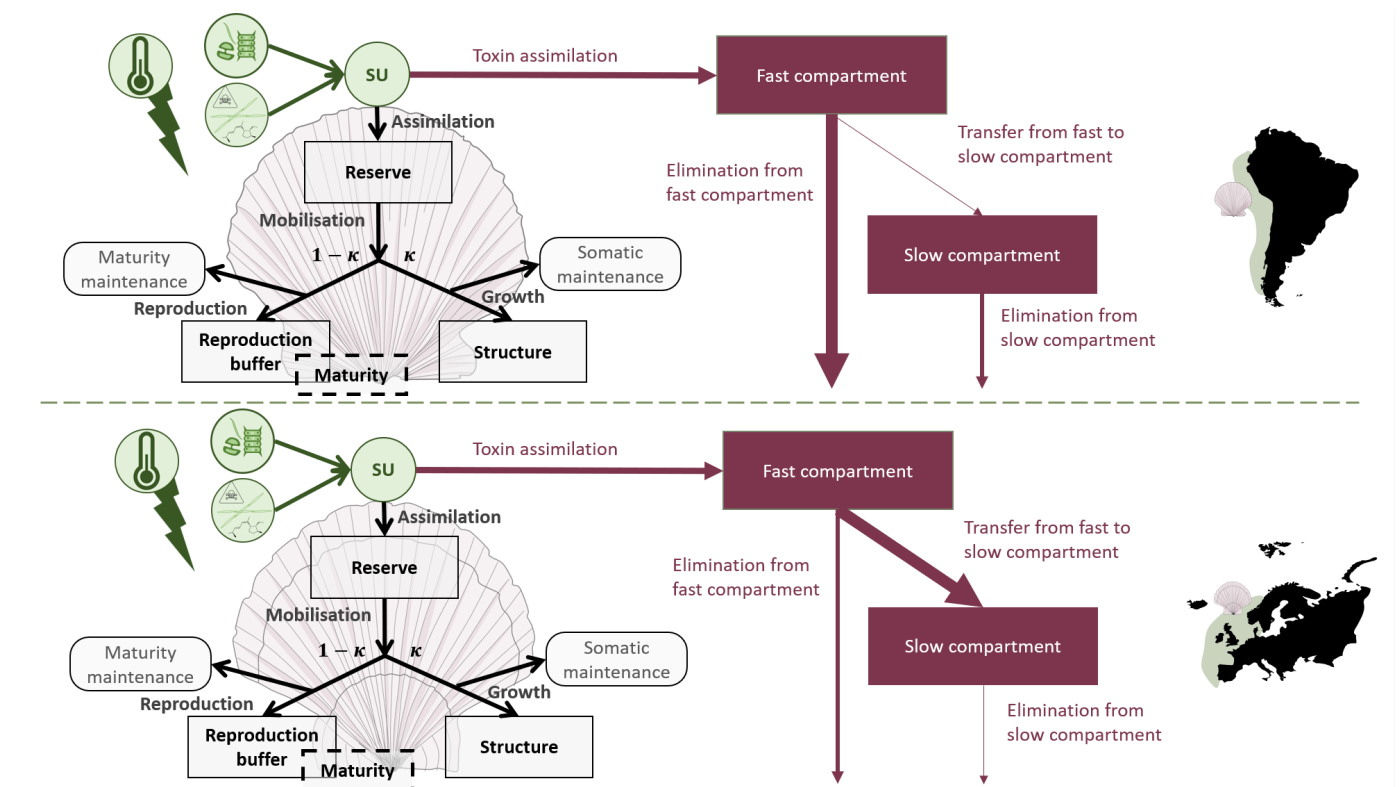 SU
Toxin assimilation
Fast compartment
Assimilation
Transfer from fast to
slow compartment
Reserve
Elimination from
fast compartment
Mobilisation
1 − κ
κ
Maturity
maintenance
Somatic
maintenance
Slow compartment
Reproduction
Growth
Elimination from
slow compartment
Reproduction
buffer
Structure
Maturity
SU
Toxin assimilation
Fast compartment
Assimilation
Transfer from fast to
slow compartment
Reserve
Elimination from
fast compartment
Mobilisation
1 − κ
κ
Maturity
maintenance
Somatic
maintenance
Slow compartment
Reproduction
Growth
Elimination from
slow compartment
Reproduction
buffer
Structure
Maturity